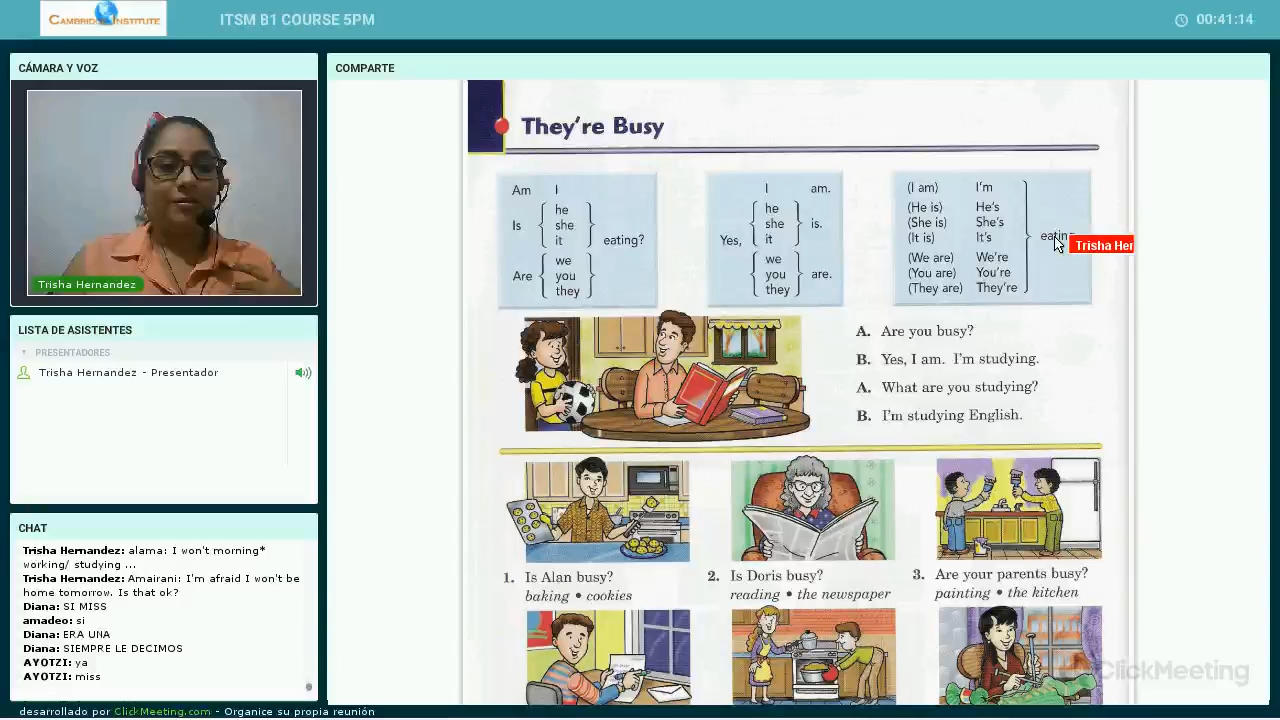 CAMBRIDGE INSTITUTE
ITSM B1 COURSE 5PM
00:41:14
CÁMARA Y VOZ
Trisha Hernandez
LISTA DE ASISTENTES
PRESENTADORES
Trisha Hernandez - Presentador
CHAT
Trisha Hernandez: alama: I won't morning*
working/ studying ...
Trisha Hernandez: Amairani: I'm afraid I won't be
home tomorrow. Is that ok?
Diana: SI MISS
amadeo: si
Diana: ERA UNA
Diana: SIEMPRE LE DECIMOS
AYOTZI: ya
AYOTZI: miss
COMPARTE
They're Busy
Am I
Is he
she
it
eating?
Are we
you
they
I am.
Yes,
he
she
it
is.
we
you
they
are.
(I am) I'm
(He is) He's
(She is) She's
(It is) It's
eating
(We are) We're
(You are) You're
(They are) They're
Trisha Her
A. Are you busy?
B. Yes, I am. I'm studying.
A. What are you studying?
B. I'm studying English.
1. Is Alan busy?
baking • cookies
2. Is Doris busy?
reading • the newspaper
3. Are your parents busy?
painting • the kitchen
ClickMeeting
desarrollado por ClickMeeting.com - Organice su propia reunión